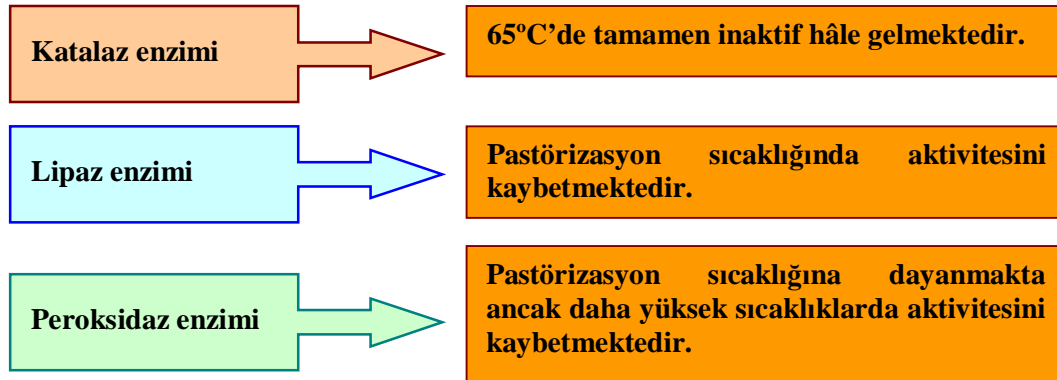 Katalaz enzimi
65ºC’de tamamen inaktif hâle gelmektedir.
Lipaz enzimi
Pastörizasyon sıcaklığında aktivitesini
kaybetmektedir.
Peroksidaz enzimi
Pastörizasyon sıcaklığına dayanmakta
ancak daha yüksek sıcaklıklarda aktivitesini
kaybetmektedir.